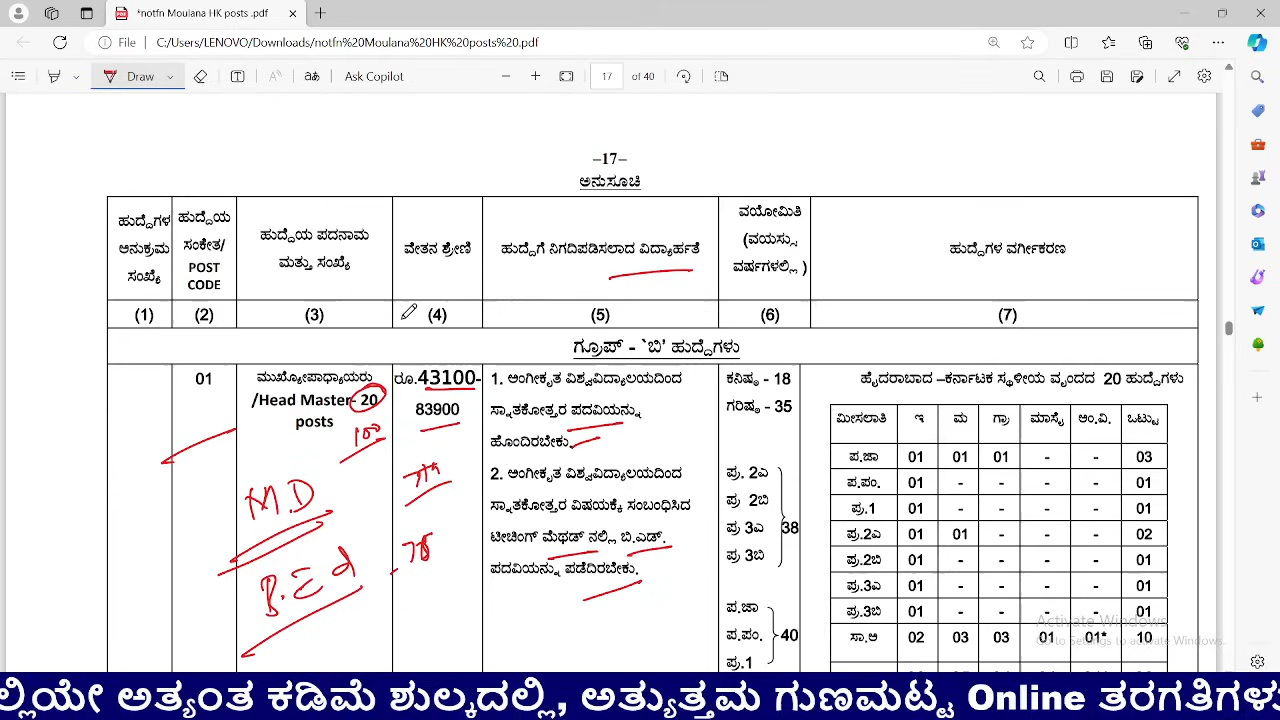 *notfn Moulana HK posts .pdf
File
C:/Users/LENOVO/Downloads/notfn%20Moulana%20HK%20posts%20.pdf
Draw
Ask Copilot
17
of 40
–17–
ಅನುಸೂಚಿ
ಹುದ್ದೆಗಳ ಅನುಕ್ರಮ ಸಂಖ್ಯೆ
ಹುದ್ದೆಯ ಸಂಕೇತ/ POST CODE
ಹುದ್ದೆಯ ಪದನಾಮ ಮತ್ತು ಸಂಖ್ಯೆ
ವೇತನ ಶ್ರೇಣಿ
ಹುದ್ದೆಗೆ ನಿಗದಿಪಡಿಸಲಾದ ವಿದ್ಯಾರ್ಹತೆ
ವಯೋಮಿತಿ (ವಯಸ್ಸು ವರ್ಷಗಳಲ್ಲಿ )
ಹುದ್ದೆಗಳ ವರ್ಗೀಕರಣ
(1) (2) (3) (4) (5) (6) (7)
ಗ್ರೂಪ್ - `ಬಿ' ಹುದ್ದೆಗಳು
01
ಮುಖ್ಯೋಪಾಧ್ಯಾಯರು
/Head Master- 20
posts
100
M.D
B.Ed
ರೂ.43100-
83900
1. ಅಂಗೀಕೃತ ವಿಶ್ವವಿದ್ಯಾಲಯದಿಂದ
ಸ್ನಾತಕೋತ್ತರ ಪದವಿಯನ್ನು
ಹೊಂದಿರಬೇಕು.
2. ಅಂಗೀಕೃತ ವಿಶ್ವವಿದ್ಯಾಲಯದಿಂದ
ಸ್ನಾತಕೋತ್ತರ ವಿಷಯಕ್ಕೆ ಸಂಬಂಧಿಸಿದ
ಟೀಚಿಂಗ್ ಮೆಥಡ್ ನಲ್ಲಿ ಬಿ.ಎಡ್.
ಪದವಿಯನ್ನು ಪಡೆದಿರಬೇಕು.
ಕನಿಷ್ಠ - 18
ಗರಿಷ್ಠ - 35
ಪ್ರ. 2ಎ
ಪ್ರ 2ಬಿ
ಪ್ರ 3ಎ
38
ಪ್ರ 3ಬಿ
ಪ.ಜಾ
ಪ.ಪಂ.
40
ಪ್ರ.1
ಹೈದರಾಬಾದ –ಕರ್ನಾಟಕ ಸ್ಥಳೀಯ ವೃಂದದ 20 ಹುದ್ದೆಗಳು
ಮೀಸಲಾತಿ ಇ ಮ ಗ್ರಾ ಮಾಸೈ ಅಂ.ವಿ. ಒಟ್ಟು
ಪ.ಜಾ 01 01 01 - - 03
ಪ.ಪಂ. 01 - - - - 01
ಪ್ರ.1 01 - - - - 01
ಪ್ರ.2ಎ 01 01 - - - 02
ಪ್ರ.2ಬಿ 01 - - - - 01
ಪ್ರ.3ಎ 01 - - - - 01
ಪ್ರ.3ಬಿ 01 - - - - 01
ಸಾ.ಅ 02 03 03 01 01* 10
Activate Windows
Go to Settings to activate Windows.
ಲ್ಲಿಯೇ ಅತ್ಯಂತ ಕಡಿಮೆ ಶುಲ್ಕದಲ್ಲಿ, ಅತ್ಯುತ್ತಮ ಗುಣಮಟ್ಟ Online ತರಗತಿಗಳು